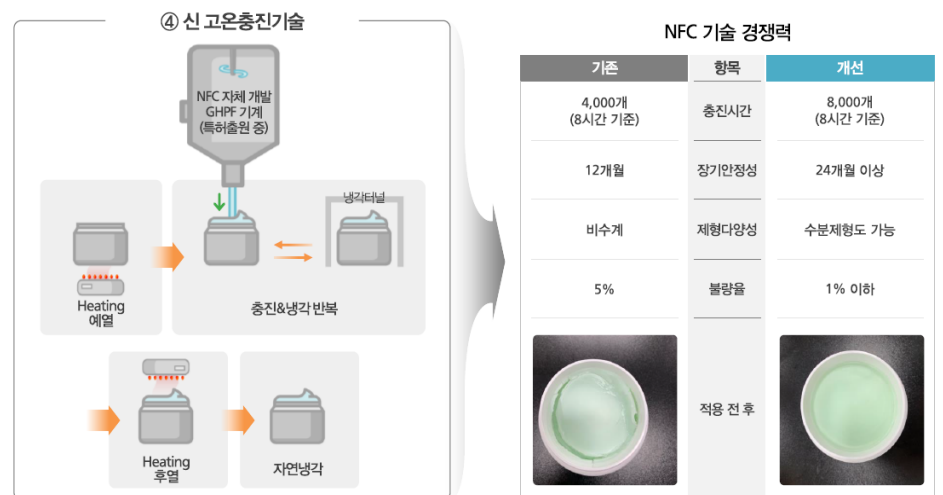 ④ 신 고온충진기술
NFC 자체 개발
GHPF 기계
(특허출원 중)
냉각터널
Heating
예열
충진&냉각 반복
Heating
후열
자연냉각
NFC 기술 경쟁력
기존 항목 개선
4,000개
(8시간 기준)
충진시간
8,000개
(8시간 기준)
12개월 장기안정성 24개월 이상
비수계 제형다양성 수분제형도 가능
5% 불량율 1% 이하
적용 전 후